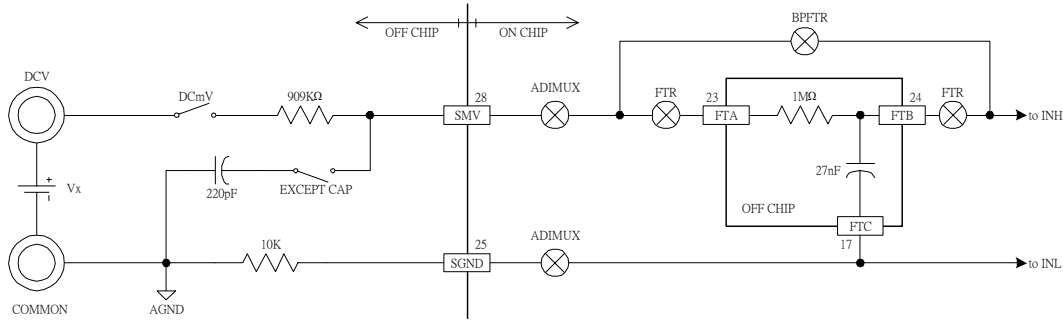 OFF CHIP ON CHIP
BPFTR
DCV
DCmV
909KΩ
28
SMV
ADIMUX
FTR
23
FTA
1MΩ
24
FTB
FTR
to INH
Vx
+
220pF
EXCEPT CAP
27nF
OFF CHIP
FTC
17
10K
25
SGND
ADIMUX
to INL
COMMON
AGND